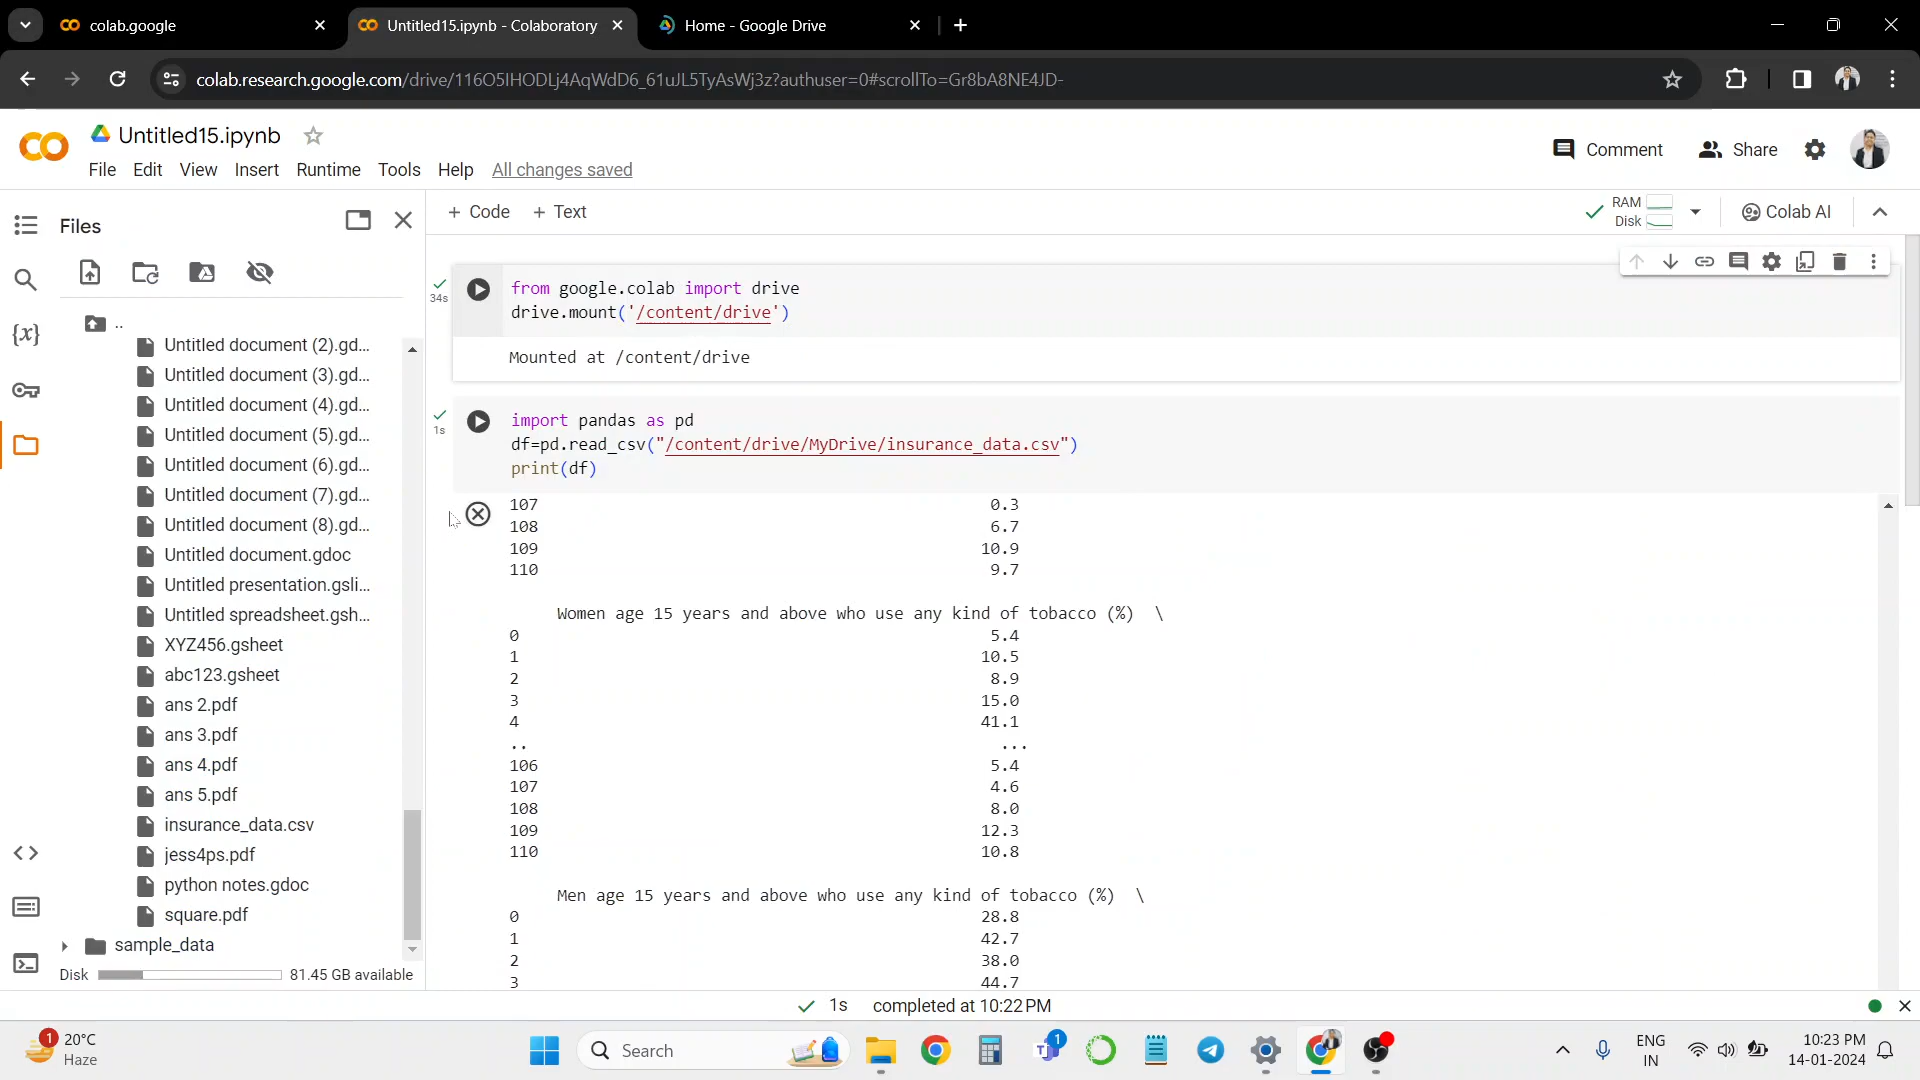 colab.google
Untitled15.ipynb - Colaboratory
Home - Google Drive
colab.research.google.com/drive/116O5IHODLj4AqWdD6_61uJL5TyAsWj3z?authuser=0#scrollTo=Gr8bA8NE4JD-
CO Untitled15.ipynb
Comment Share
File Edit View Insert Runtime Tools Help All changes saved
Files
+ Code + Text
RAM
Disk
Colab AI
..
Untitled document (2).gd...
Untitled document (3).gd...
Untitled document (4).gd...
Untitled document (5).gd...
Untitled document (6).gd...
Untitled document (7).gd...
Untitled document (8).gd...
Untitled document.gdoc
Untitled presentation.gsli...
Untitled spreadsheet.gsh...
XYZ456.gsheet
abc123.gsheet
ans 2.pdf
ans 3.pdf
ans 4.pdf
ans 5.pdf
insurance_data.csv
jess4ps.pdf
python notes.gdoc
square.pdf
sample_data
Disk 81.45 GB available
{x}
34s
from google.colab import drive
drive.mount('/content/drive')
Mounted at /content/drive
1s
import pandas as pd
df=pd.read_csv("/content/drive/MyDrive/insurance_data.csv")
print(df)
107 0.3
108 6.7
109 10.9
110 9.7
Women age 15 years and above who use any kind of tobacco (%) \
0 5.4
1 10.5
2 8.9
3 15.0
4 41.1
.. ...
106 5.4
107 4.6
108 8.0
109 12.3
110 10.8
Men age 15 years and above who use any kind of tobacco (%) \
0 28.8
1 42.7
2 38.0
3 44.7
1s completed at 10:22 PM
1
20°C
Haze
Search
1
ENG
IN
10:23 PM
14-01-2024